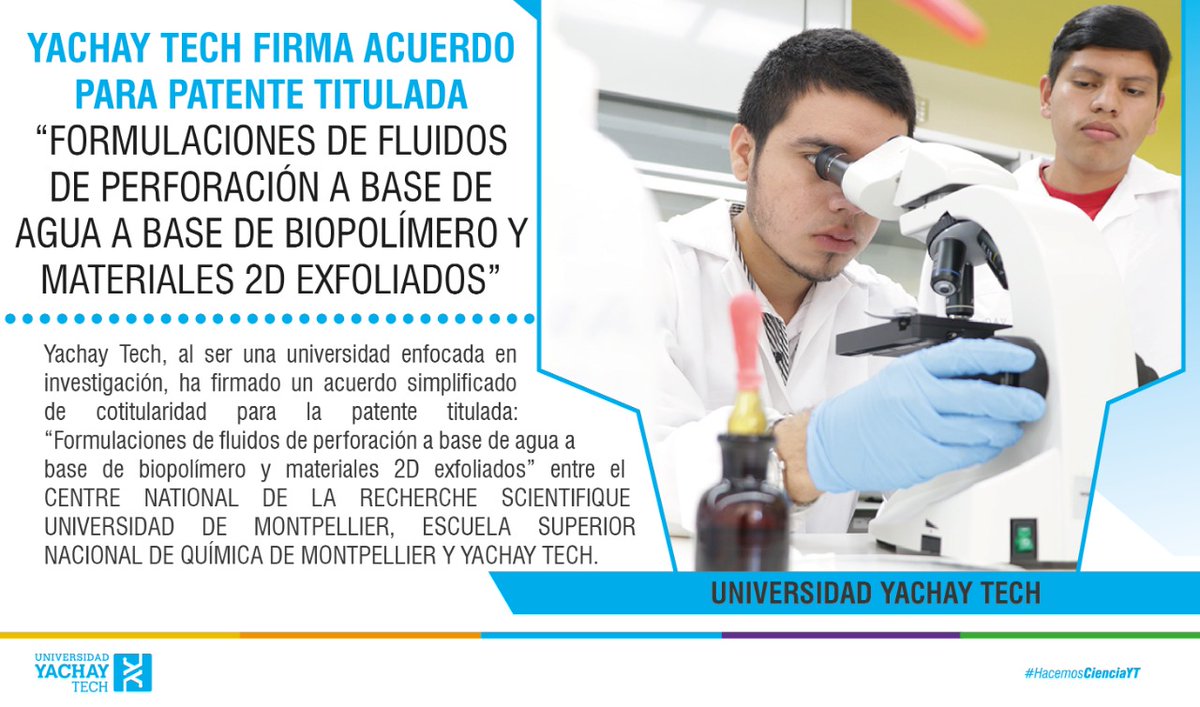 YACHAY TECH FIRMA ACUERDO
PARA PATENTE TITULADA
“FORMULACIONES DE FLUIDOS
DE PERFORACIÓN A BASE DE
AGUA A BASE DE BIOPOLÍMERO Y
MATERIALES 2D EXFOLIADOS”
Yachay Tech, al ser una universidad enfocada en
investigación, ha firmado un acuerdo simplificado
de cotitularidad para la patente titulada:
“Formulaciones de fluidos de perforación a base de agua a
base de biopolímero y materiales 2D exfoliados” entre el
CENTRE NATIONAL DE LA RECHERCHE SCIENTIFIQUE
UNIVERSIDAD DE MONTPELLIER, ESCUELA SUPERIOR
NACIONAL DE QUÍMICA DE MONTPELLIER Y YACHAY TECH.
UNIVERSIDAD YACHAY TECH
UNIVERSIDAD
YACHAY
TECH
#HacemosCienciaYT